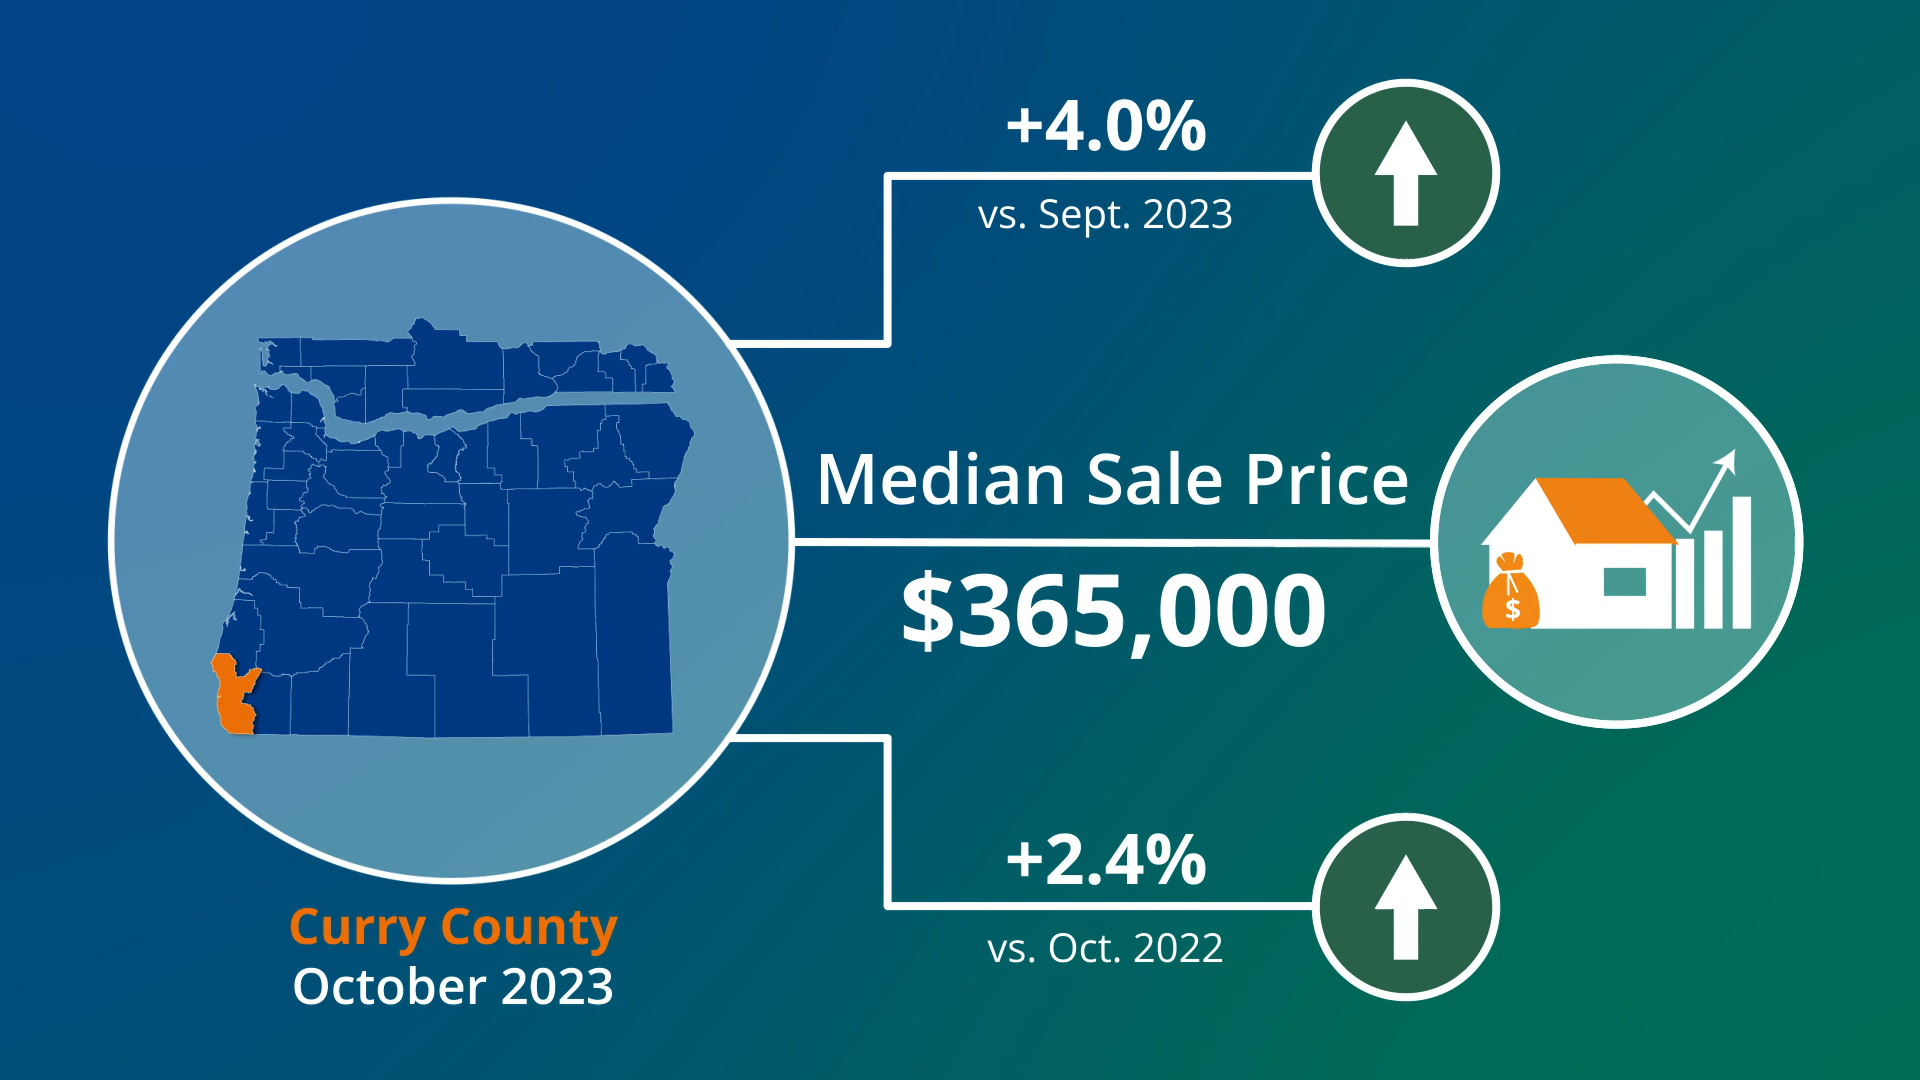 +4.0%
vs. Sept. 2023
Median Sale Price
$365,000
$
+2.4%
vs. Oct. 2022
Curry County
October 2023